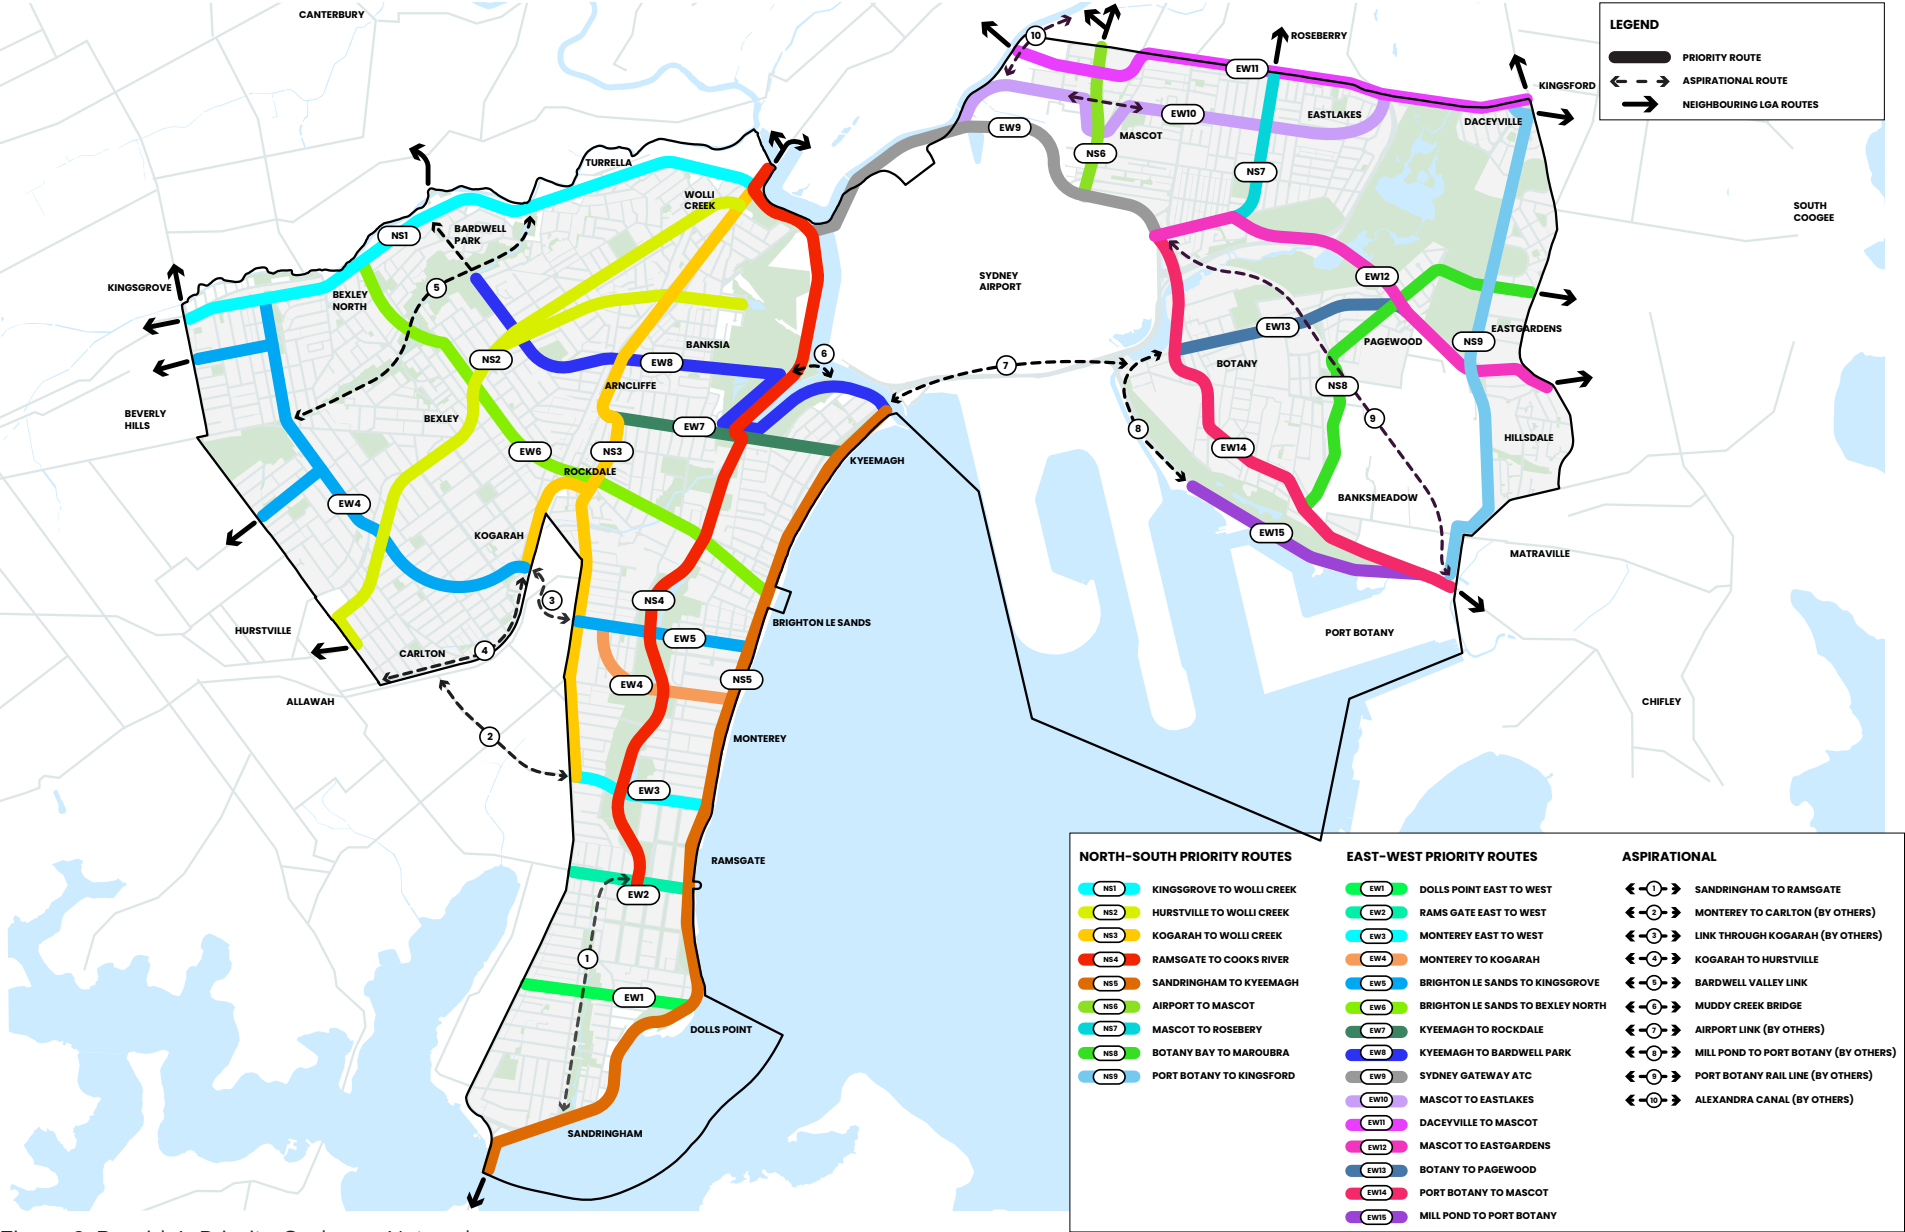 CANTERBURY
ROSEBERRY
KINGSFORD
LEGEND
PRIORITY ROUTE
ASPIRATIONAL ROUTE
NEIGHBOURING LGA ROUTES
10
EW11
EW10
EASTLAKES
DACEYVILLE
EW9
MASCOT
NS6
NS7
TURRELLA
WOLLI
CREEK
SOUTH
COOGEE
NS1
BARDWELL
PARK
KINGSGROVE
5
BEXLEY
NORTH
SYDNEY
AIRPORT
EW12
EW13
EASTGARDENS
NS9
PAGEWOOD
BOTANY
NS2
BANKSIA
6
EW8
7
ARNCLIFFE
NS8
BEVERLY
HILLS
BEXLEY
EW7
8
9
HILLSDALE
EW6
NS3
ROCKDALE
KYEEMAGH
EW14
BANKSMEADOW
EW4
KOGARAH
EW15
MATRAVILLE
3
NS4
HURSTVILLE
BRIGHTON LE SANDS
PORT BOTANY
EW5
CARLTON
4
EW4
NS5
ALLAWAH
CHIFLEY
2
MONTEREY
EW3
RAMSGATE
EW2
1
EW1
DOLLS POINT
SANDRINGHAM
NORTH-SOUTH PRIORITY ROUTES
NS1 KINGSGROVE TO WOLLI CREEK
NS2 HURSTVILLE TO WOLLI CREEK
NS3 KOGARAH TO WOLLI CREEK
NS4 RAMSGATE TO COOKS RIVER
NS5 SANDRINGHAM TO KYEEMAGH
NS6 AIRPORT TO MASCOT
NS7 MASCOT TO ROSEBERY
NS8 BOTANY BAY TO MAROUBRA
NS9 PORT BOTANY TO KINGSFORD
EAST-WEST PRIORITY ROUTES
EW1 DOLLS POINT EAST TO WEST
EW2 RAMS GATE EAST TO WEST
EW3 MONTEREY EAST TO WEST
EW4 MONTEREY TO KOGARAH
EW5 BRIGHTON LE SANDS TO KINGSGROVE
EW6 BRIGHTON LE SANDS TO BEXLEY NORTH
EW7 KYEEMAGH TO ROCKDALE
EW8 KYEEMAGH TO BARDWELL PARK
EW9 SYDNEY GATEWAY ATC
EW10 MASCOT TO EASTLAKES
EW11 DACEYVILLE TO MASCOT
EW12 MASCOT TO EASTGARDENS
EW13 BOTANY TO PAGEWOOD
EW14 PORT BOTANY TO MASCOT
EW15 MILL POND TO PORT BOTANY
ASPIRATIONAL
1 SANDRINGHAM TO RAMSGATE
2 MONTEREY TO CARLTON (BY OTHERS)
3 LINK THROUGH KOGARAH (BY OTHERS)
4 KOGARAH TO HURSTVILLE
5 BARDWELL VALLEY LINK
6 MUDDY CREEK BRIDGE
7 AIRPORT LINK (BY OTHERS)
8 MILL POND TO PORT BOTANY (BY OTHERS)
9 PORT BOTANY RAIL LINE (BY OTHERS)
10 ALEXANDRA CANAL (BY OTHERS)